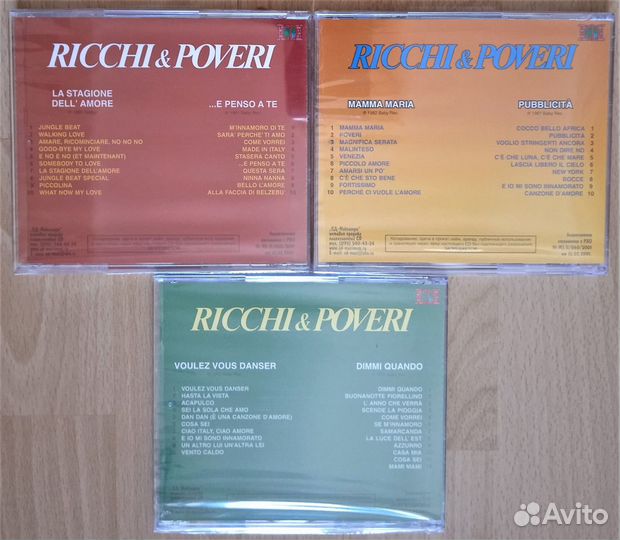 RICCHI & POVERI
LA STAGIONE
DELL' AMORE
...E PENSO A TE
JUNGLE BEAT
WALKING LOVE
AMARE, RICOMINCIARE, NO NO NO
GOOD-BYE MY LOVE
E NO E NO (ET MAINTENANT)
SOMEBODY TO LOVE
LA STAGIONE DELL'AMORE
JUNGLE BEAT SPECIAL
PICCOLINA
WHAT NOW MY LOVE
M'INNAMORO DI TE
SARA' PERCHE' TI AMO
COME VORREI
MADE IN ITALY
STASERA CANTO
...E PENSO A TE
QUESTA SERA
NINNA NANNA
BELLO L'AMORE
ALLA FACCIA DI RELZEBU'
RICCHI & POVERI
MAMMA MARIA
PUBBLICITÀ
1 MAMMA MARIA
2 POVERI
3 MAGNIFICA SERATA
4 MALINTESO
5 VENEZIA
6 PICCOLO AMORE
7 AMARSI UN PO'
8 C'È CHE STO BENE
9 FORTISSIMO
10 PERCHÉ CI VUOLE L'AMORE
COCCO BELLO AFRICA 1
PUBBLICITÀ 2
VOGLIO STRINGERTI ANCORA 3
NON DIRE NO 4
C'È CHE LUNA, C'È CHE MARE 5
LASCIA LIBERO IL CIELO 6
NEW YORK 7
GOCCE 8
E IO MI SONO INNAMORATO 9
CANZONE D'AMORE 10
RICCHI & POVERI
VOULEZ VOUS DANSER
DIMMI QUANDO
VOULEZ VOUS DANSER
HASTA LA VISTA
ACAPULCO
SEI LA SOLA CHE AMO
DAN DAN (È UNA CANZONE D'AMORE)
COSA SEI
CIAO ITALY, CIAO AMORE
E IO MI SONO INNAMORATO
UN ALTRO LUI UN'ALTRA LEI
VENTO CALDO
DIMMI QUANDO
BUONANOTTE FIORELLINO
L' ANNO CHE VERRÀ
SCENDE LA PIOGGIA
COME VORREI
SE M'INNAMORO
SAMARCANDA
LA LUCE DELL' EST
AZZURRO
CASA MIA
COSA SEI
MAMI MAMI
Avito